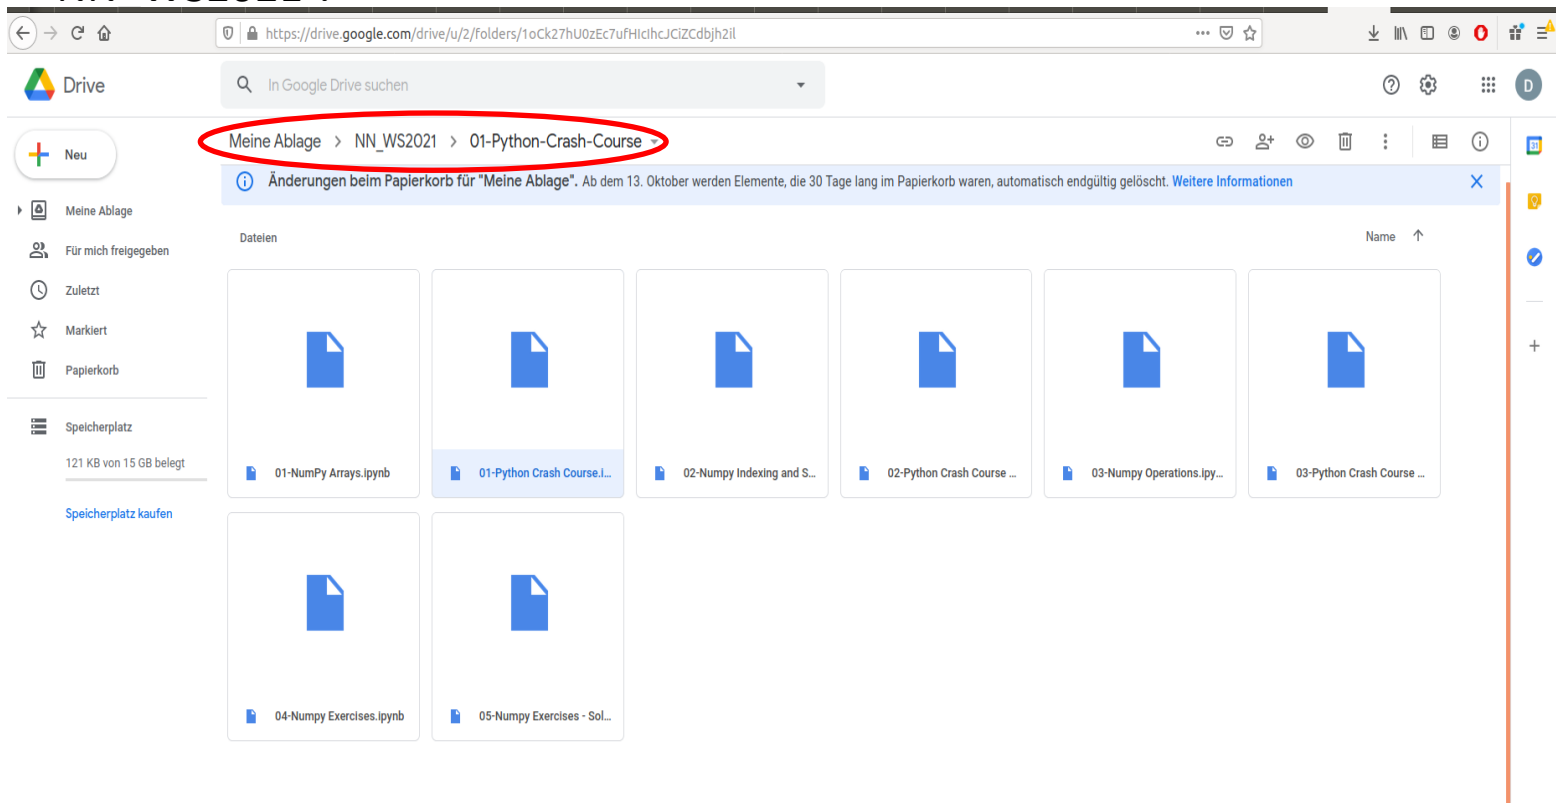 https://drive.google.com/drive/u/2/folders/1oCk27hU0zEc7ufHIcIhcJCiZCdbjh2il
Drive
In Google Drive suchen
D
Neu
Meine Ablage > NN_WS2021 > 01-Python-Crash-Course
31
Änderungen beim Papierkorb für "Meine Ablage". Ab dem 13. Oktober werden Elemente, die 30 Tage lang im Papierkorb waren, automatisch endgültig gelöscht. Weitere Informationen
Meine Ablage
Für mich freigegeben
Zuletzt
Markiert
Papierkorb
Speicherplatz
121 KB von 15 GB belegt
Speicherplatz kaufen
Dateien
Name
01-NumPy Arrays.ipynb
01-Python Crash Course.i...
02-Numpy Indexing and S...
02-Python Crash Course ...
03-Numpy Operations.ipy...
03-Python Crash Course ...
04-Numpy Exercises.ipynb
05-Numpy Exercises - Sol...